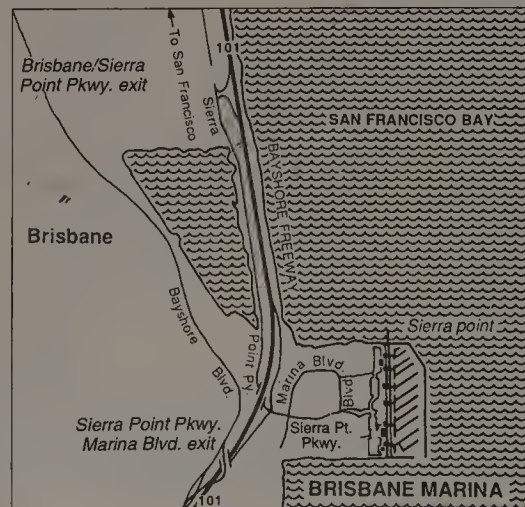 101
To San Francisco
Brisbane/Sierra
Point Pkwy. exit
Sierra
SAN FRANCISCO BAY
BAYSHORE FREEWAY
Brisbane
Bayshore
Blvd.
Point Py.
Sierra point
Marina Blvd.
Blvd
Sierra Pt.
Pkwy.
Sierra Point Pkwy.
Marina Blvd. exit
101
BRISBANE MARINA